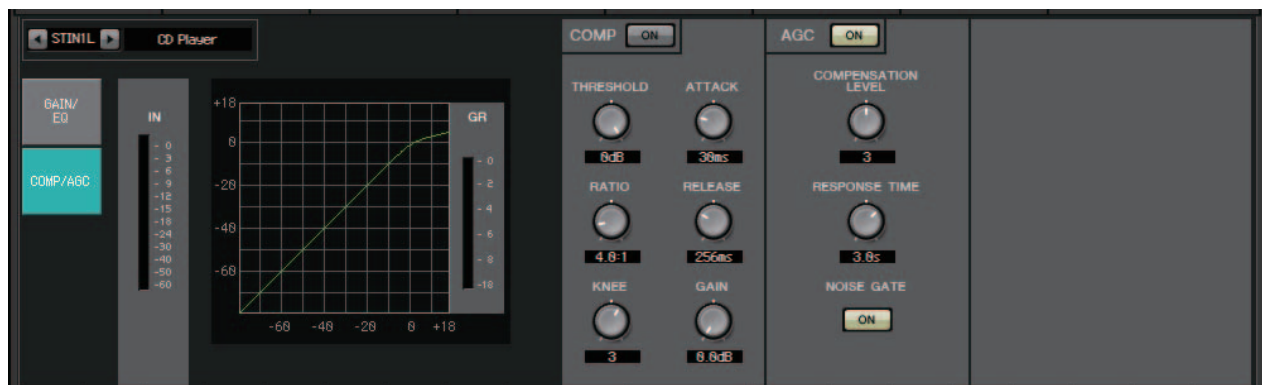 STIN1L CD Player
GAIN/
EQ
COMP/AGC
IN
- 0
- 3
- 6
- 9
-12
-15
-18
-24
-30
-40
-50
-60
+18
0
-20
-40
-60
-60 -40 -20 0 +18
GR
- 0
- 2
- 4
- 6
- 8
-10
COMP ON
THRESHOLD ATTACK
0dB 30ms
RATIO RELEASE
4.0:1 256ms
KNEE GAIN
3 0.0dB
AGC ON
COMPENSATION
LEVEL
3
RESPONSE TIME
3.0s
NOISE GATE
ON